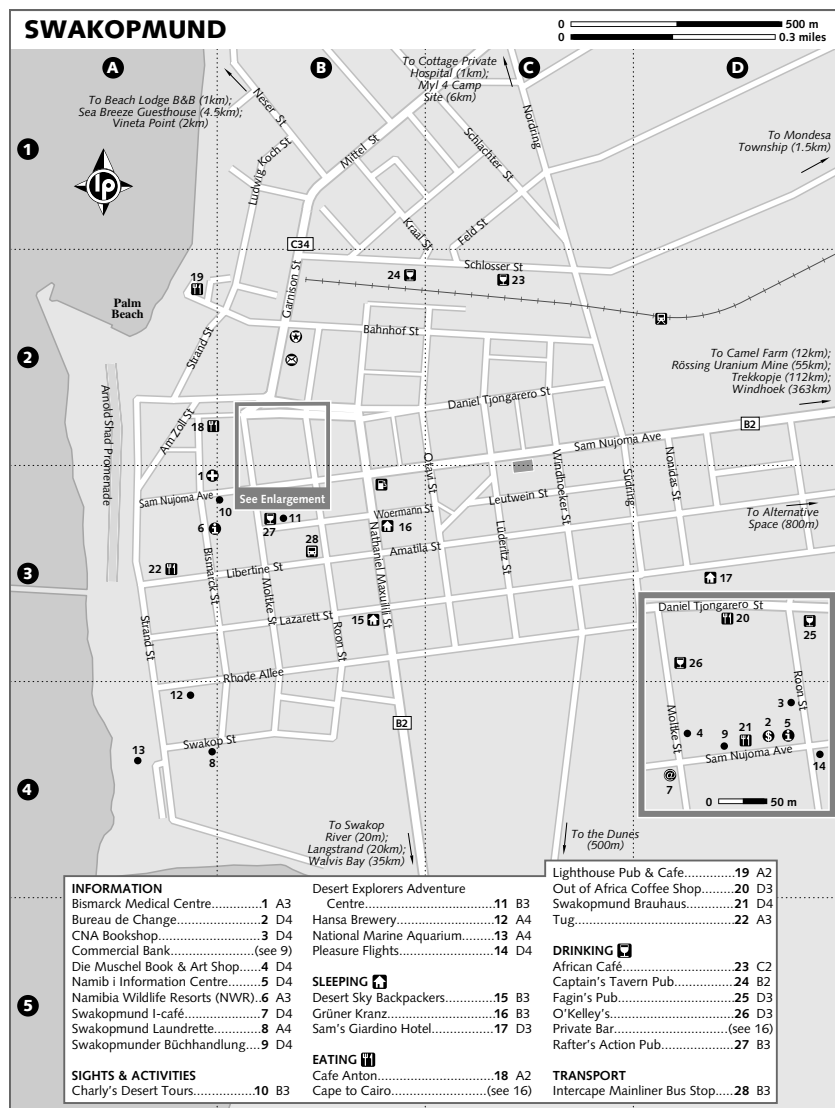 SWAKOPMUND
0 500 m
0 0.3 miles
A
B
C
D
1
2
3
4
5
To Beach Lodge B&B (1km);
Sea Breeze Guesthouse (4.5km);
Vineta Point (2km)
To Cottage Private
Hospital (1km);
Myl 4 Camp
Site (6km)
To Mondesa
Township (1.5km)
lp
Neser St
Ludwig Koch St
Mittel St
Schlachter St
Nordring
Kraal St
Feld St
C34
Schlosser St
24
23
19
Palm
Beach
Garnison St
Strand St
Bahnhof St
To Camel Farm (12km);
Rössing Uranium Mine (55km);
Trekkopje (112km);
Windhoek (363km)
Arnold Shad Promenade
Am Zoll St
18
Daniel Tjongarero St
B2
Sam Nujoma Ave
1
Sam Nujoma Ave
10
See Enlargement
Otavi St
Windhoeker St
Südring
Nonidas St
Leutwein St
Woermann St
To Alternative
Space (800m)
6
27
11
28
16
Amatila St
Lüderitz St
22
Libertine St
Bismarck St
Moltke St
Nathaniel Maxuilili St
17
Strand St
Lazarett St
15
Roon St
Rhode Allee
12
B2
Swakop St
13
8
Daniel Tjongarero St
20
25
26
Roon St
3
Moltke St
4
9
21
2
$
5
Sam Nujoma Ave
14
@
7
0 50 m
To Swakop
River (20m);
Langstrand (20km);
Walvis Bay (35km)
To the Dunes
(500m)
INFORMATION
Bismarck Medical Centre..................1 A3
Bureau de Change..................2 D4
CNA Bookshop..................3 D4
Commercial Bank..................(see 9)
Die Muschel Book & Art Shop..4 D4
Namib i Information Centre......5 D4
Namibia Wildlife Resorts (NWR)..6 A3
Swakopmund I-café..................7 D4
Swakopmund Laundrette..........8 A4
Swakopmunder Büchhandlung..9 D4
SIGHTS & ACTIVITIES
Charly's Desert Tours..........10 B3
Desert Explorers Adventure
Centre..................11 B3
Hansa Brewery..................12 A4
National Marine Aquarium........13 A4
Pleasure Flights..................14 D4
SLEEPING
Desert Sky Backpackers..........15 B3
Grüner Kranz..................16 B3
Sam's Giardino Hotel..........17 D3
EATING
Cafe Anton..................18 A2
Cape to Cairo..................(see 16)
Lighthouse Pub & Cafe..........19 A2
Out of Africa Coffee Shop......20 D3
Swakopmund Brauhaus..........21 D4
Tug..................22 A3
DRINKING
African Café..................23 C2
Captain's Tavern Pub..........24 B2
Fagin's Pub..................25 D3
O'Kelley's..................26 D3
Private Bar..................(see 16)
Rafter's Action Pub..........27 B3
TRANSPORT
Intercape Mainliner Bus Stop.....28 B3